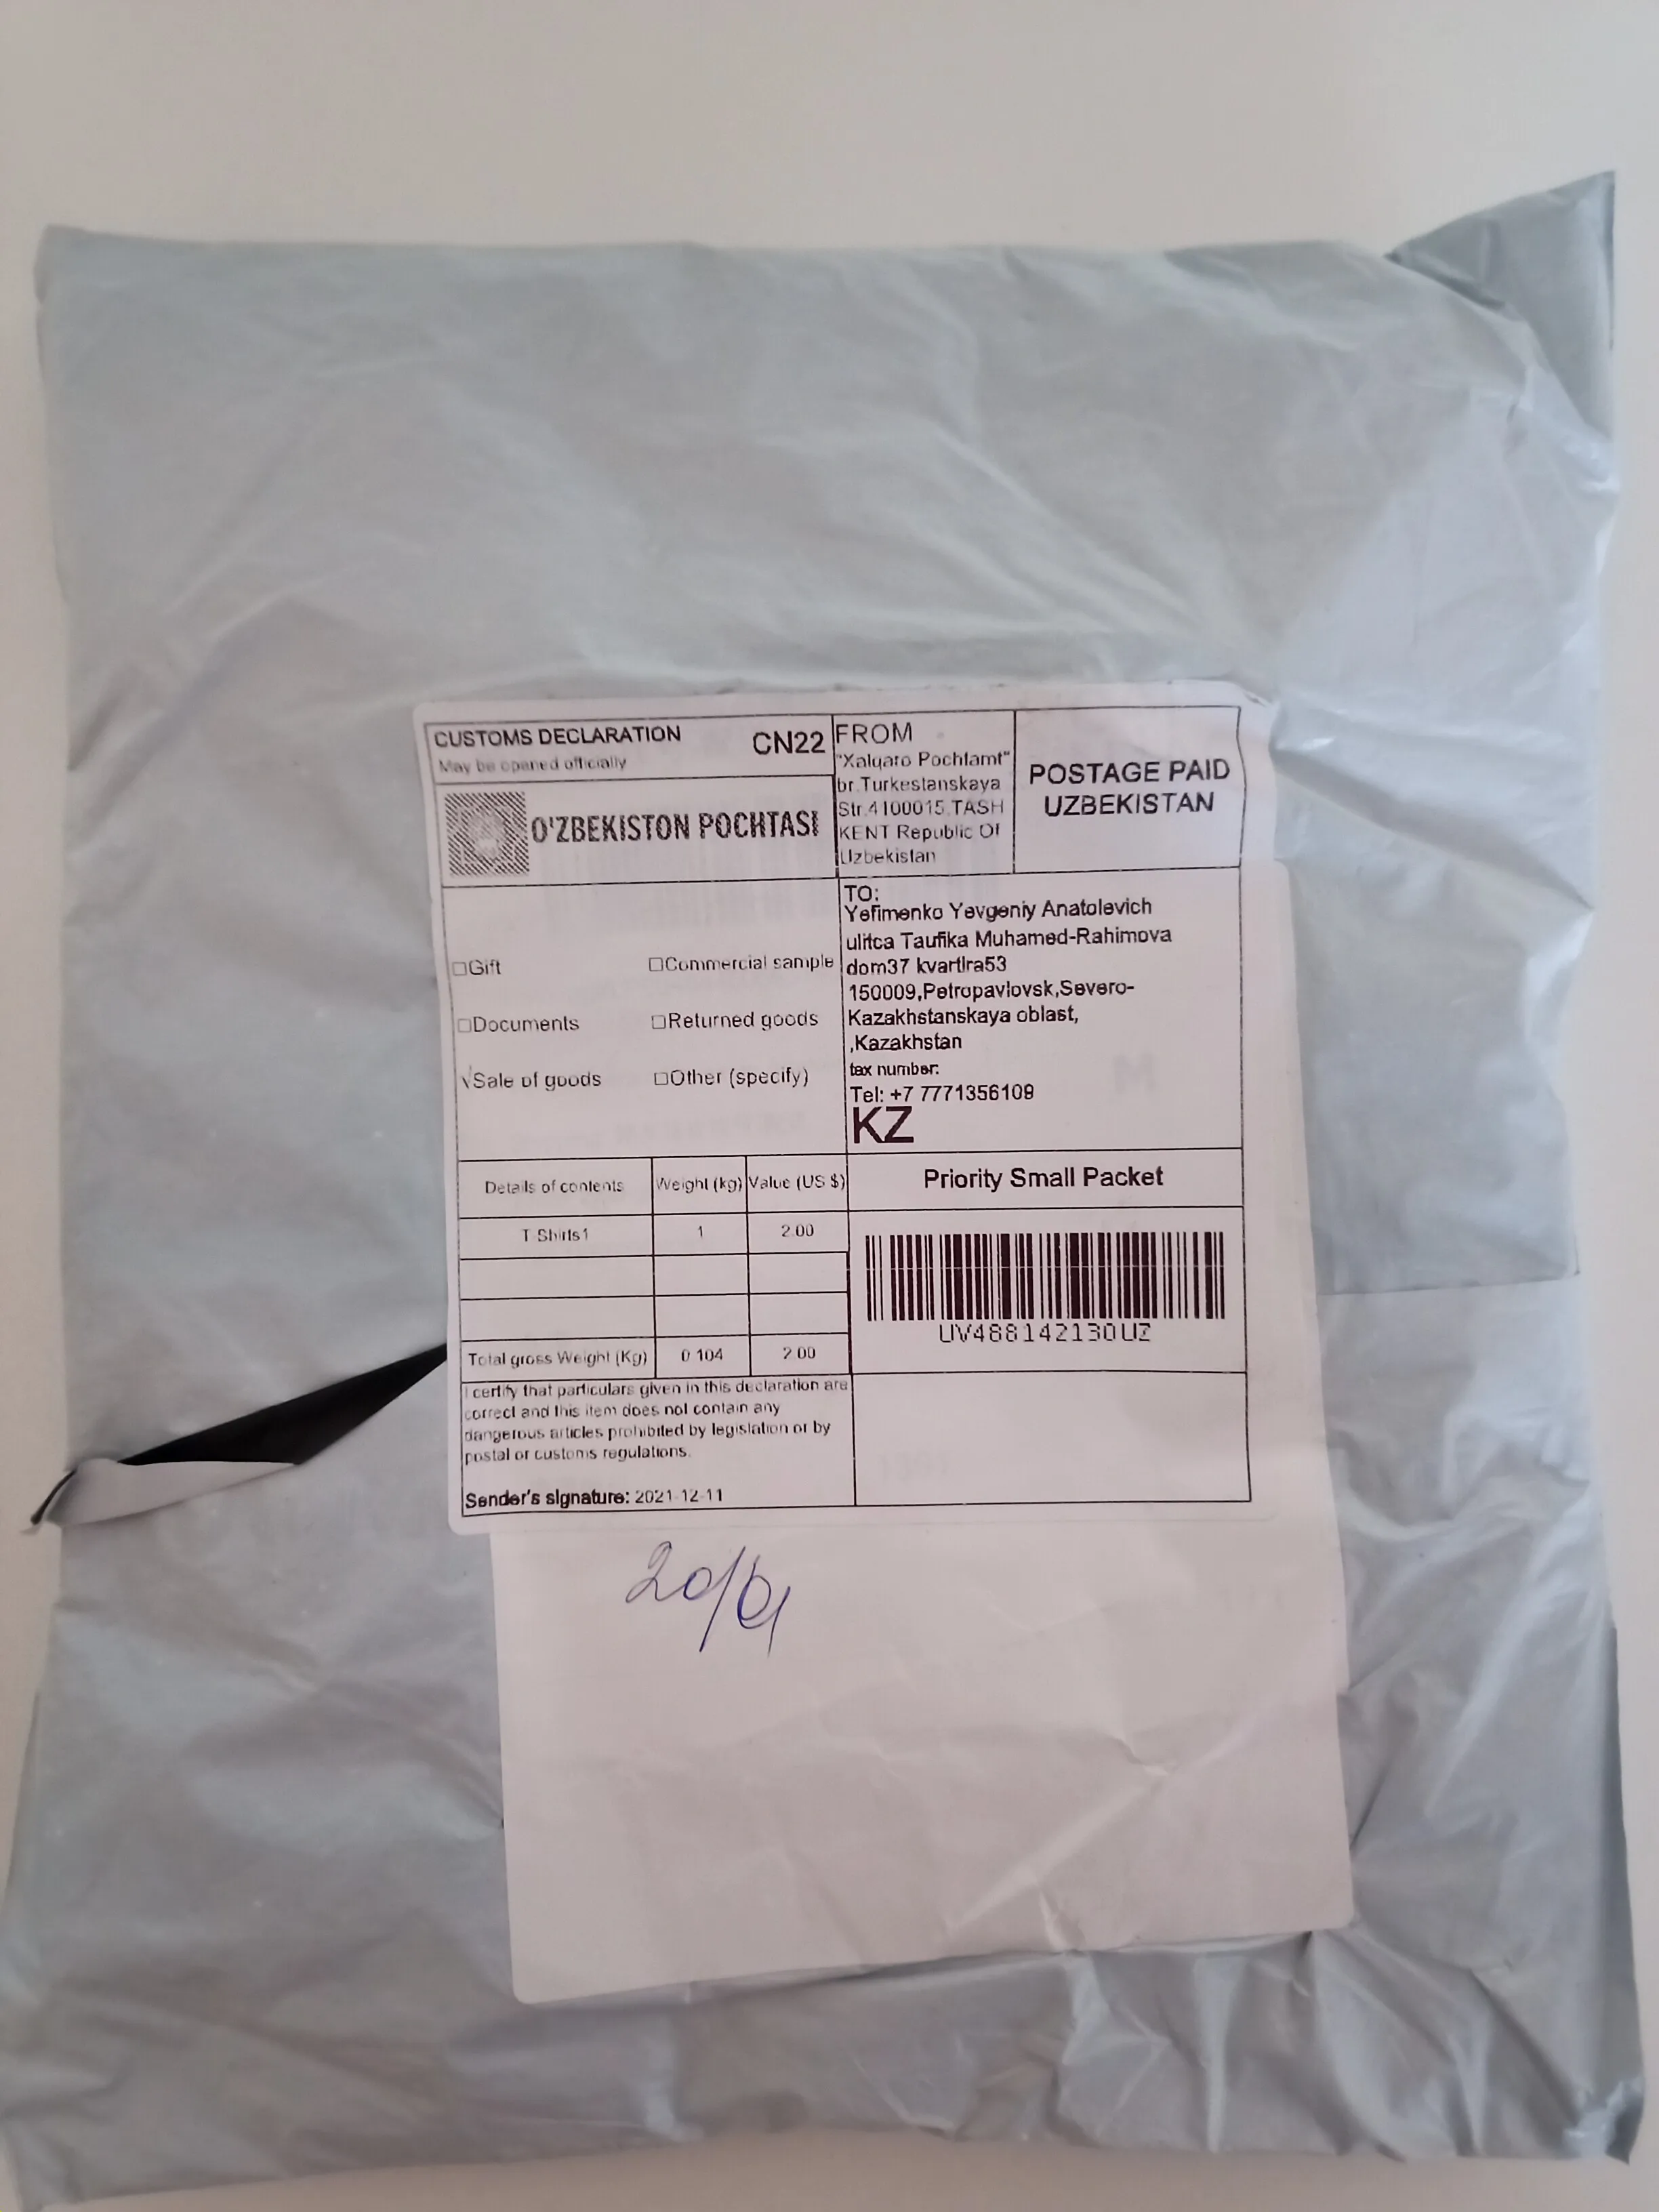 CUSTOMS DECLARATION CN22
May be opened officially
O'ZBEKISTON POCHTASI
FROM
"Xalqaro Pochtamt"
br.Turkestanskaya
Str.4100015.TASH
KENT Republic Of
Uzbekistan
POSTAGE PAID
UZBEKISTAN
□Gift □Commercial sample
□Documents □Returned goods
√Sale of goods □Other (specify)
TO:
Yefimenko Yevgeniy Anatolevich
ulitca Taufika Muhamed-Rahimova
dom37 kvartira53
150009,Petropavlovsk,Severo-
Kazakhstanskaya oblast,
,Kazakhstan
tax number:
Tel: +7 7771356109
KZ
Details of contents Weight (kg) Value (US $)
T-Shirts1 1 2.00
Total gross Weight (Kg) 0.104 2.00
Priority Small Packet
UV488142130UZ
I certify that particulars given in this declaration are
correct and this item does not contain any
dangerous articles prohibited by legislation or by
postal or customs regulations.
Sender's signature: 2021-12-11
20/01